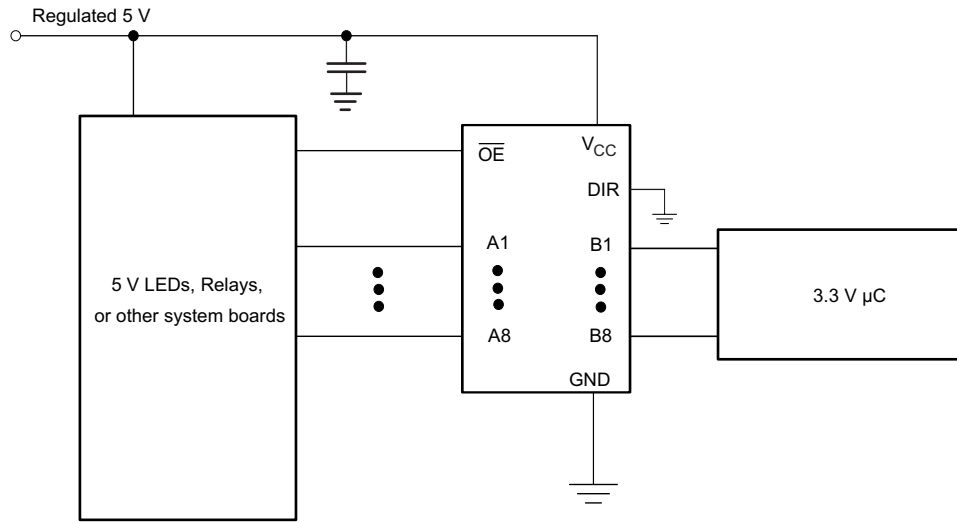 Regulated 5 V
OE
VCC
DIR
A1
B1
5 V LEDs, Relays,
or other system boards
3.3 V µC
A8
B8
GND